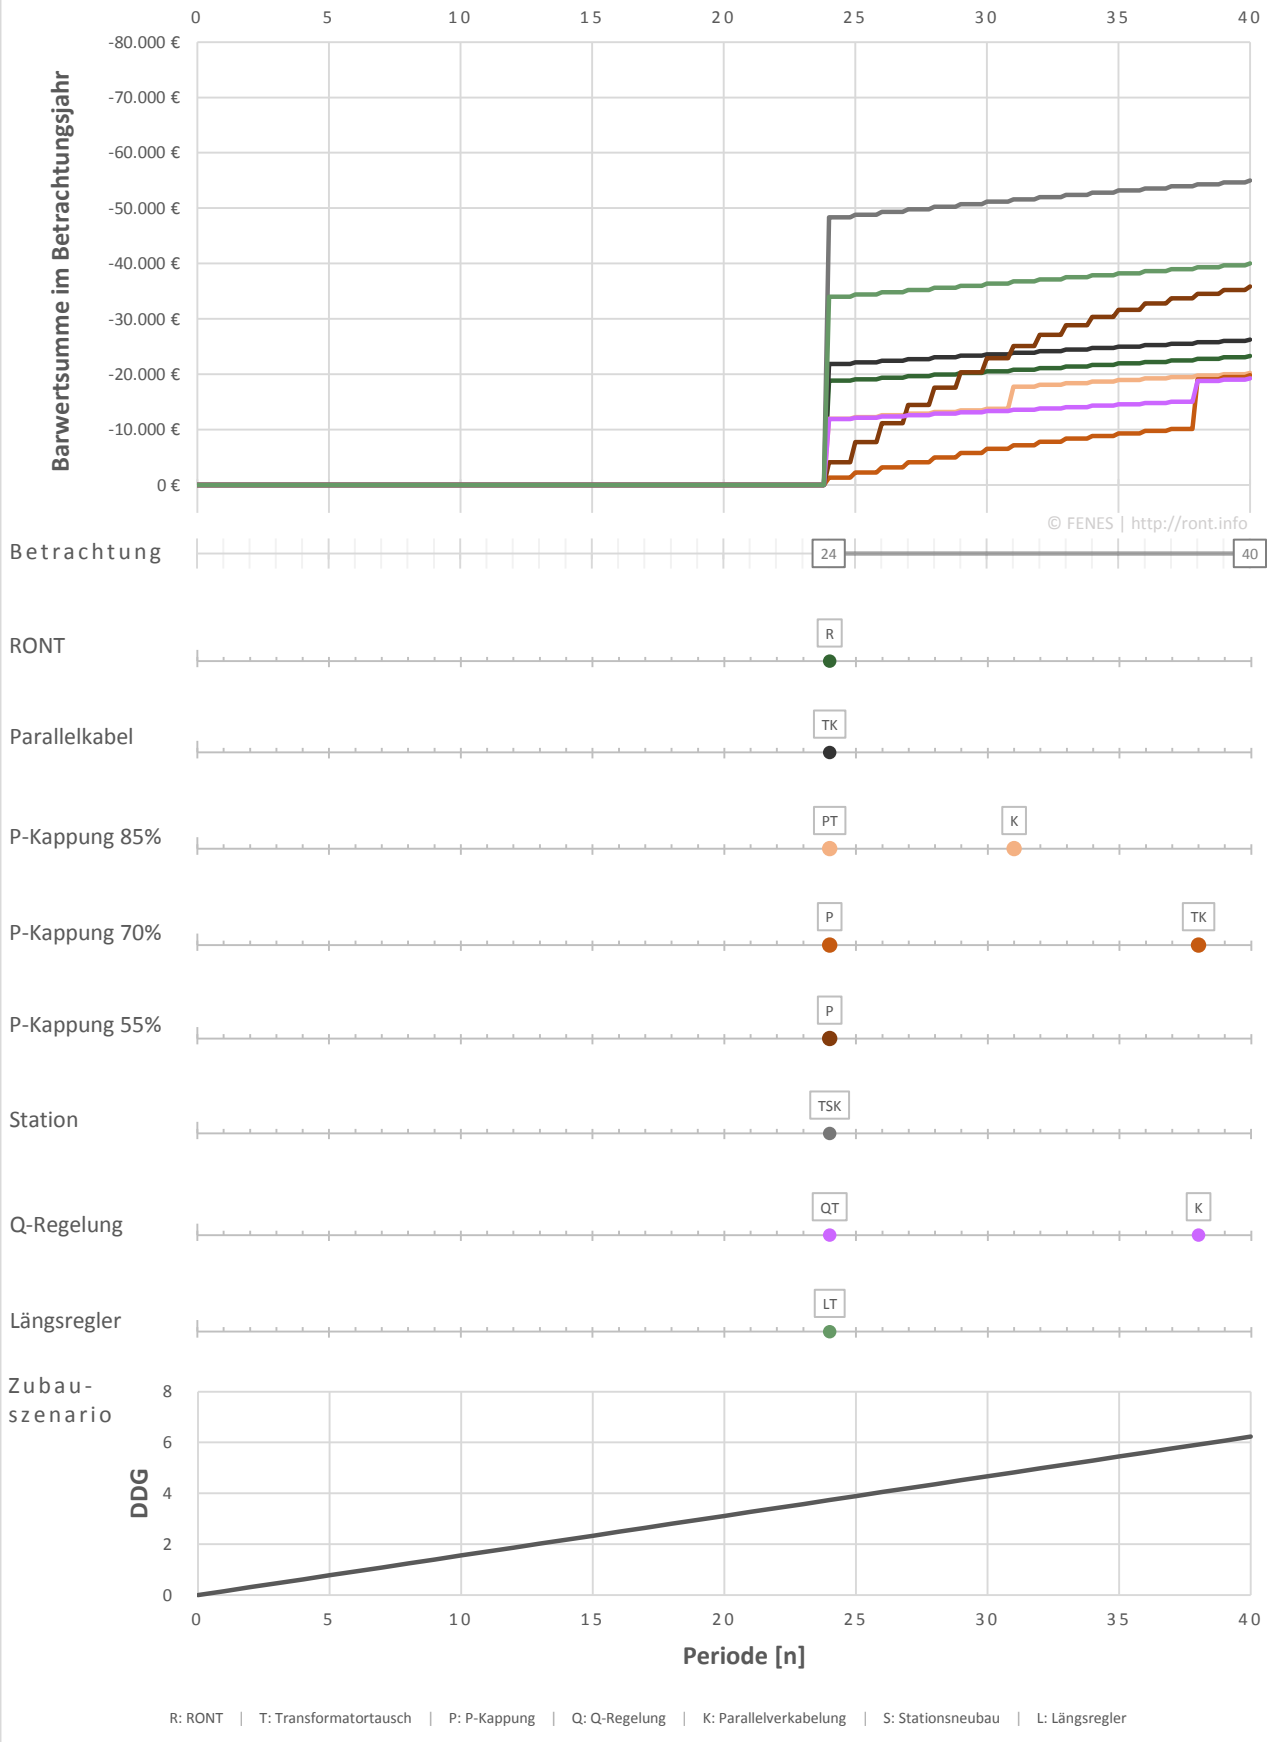 0 5 10 15 20 25 30 35 40
Barwertsumme im Betrachtungsjahr
-80.000 €
-70.000 €
-60.000 €
-50.000 €
-40.000 €
-30.000 €
-20.000 €
-10.000 €
0 €
© FENES | http://ront.info
Betrachtung 24 40
R
RONT
TK
Parallelkabel
PT K
P-Kappung 85%
P TK
P-Kappung 70%
P
P-Kappung 55%
TSK
Station
QT K
Q-Regelung
LT
Längsregler
Zubau-
szenario
DDG
8
6
4
2
0
0 5 10 15 20 25 30 35 40
Periode [n]
R: RONT | T: Transformatortausch | P: P-Kappung | Q: Q-Regelung | K: Parallelverkabelung | S: Stationsneubau | L: Längsregler